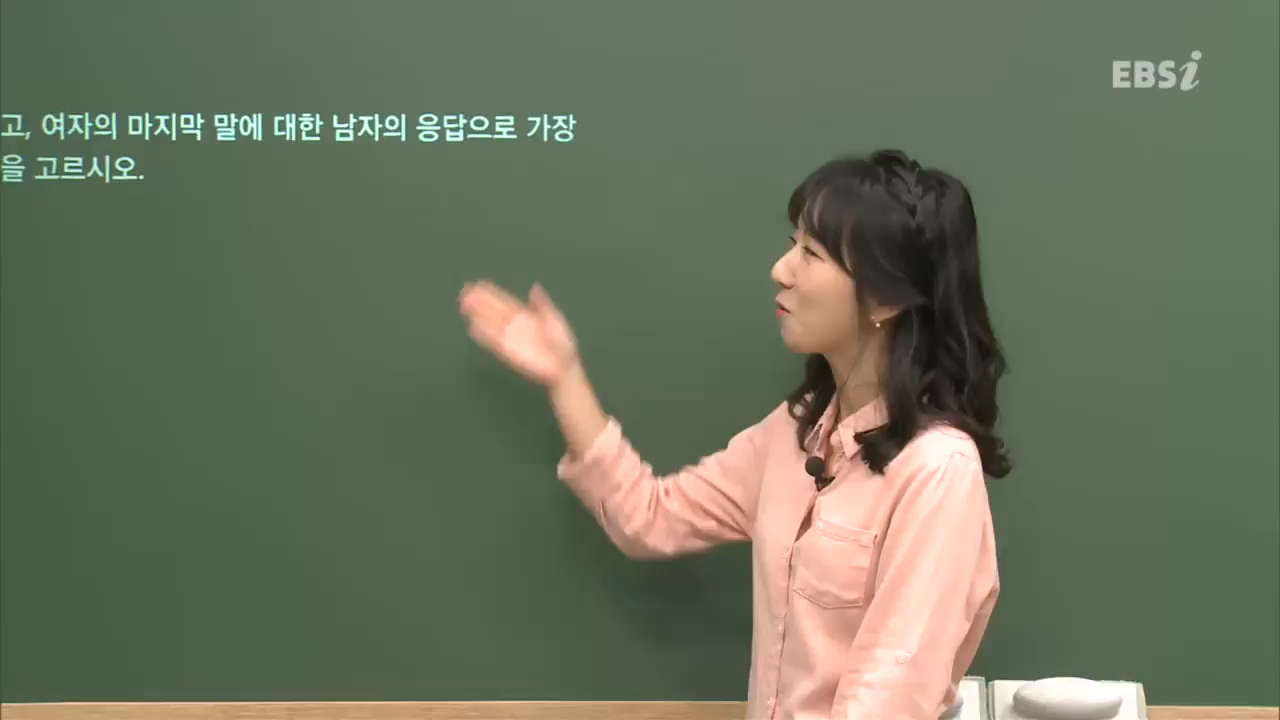 EBSi
고, 여자의 마지막 말에 대한 남자의 응답으로 가장
을 고르시오.